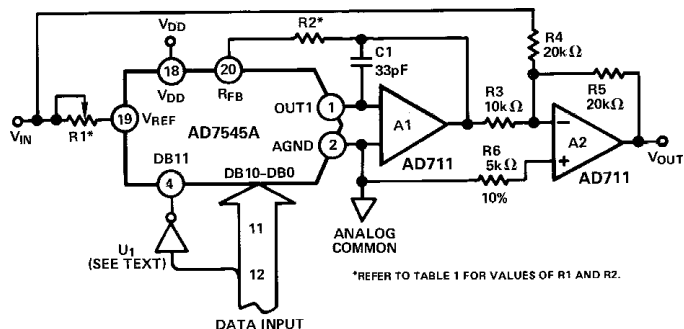 R2*
R4
20kΩ
V_DD
C1
33pF
R5
20kΩ
18
20
R3
10kΩ
V_DD
R_FB
OUT1
1
A1
−
19
V_REF
AD7545A
A2
V_IN
R1*
AGND
2
R6
5kΩ
+
V_OUT
DB11
AD711
AD711
4
DB10–DB0
10%
11
ANALOG
COMMON
U1
(SEE TEXT)
12
*REFER TO TABLE 1 FOR VALUES OF R1 AND R2.
DATA INPUT